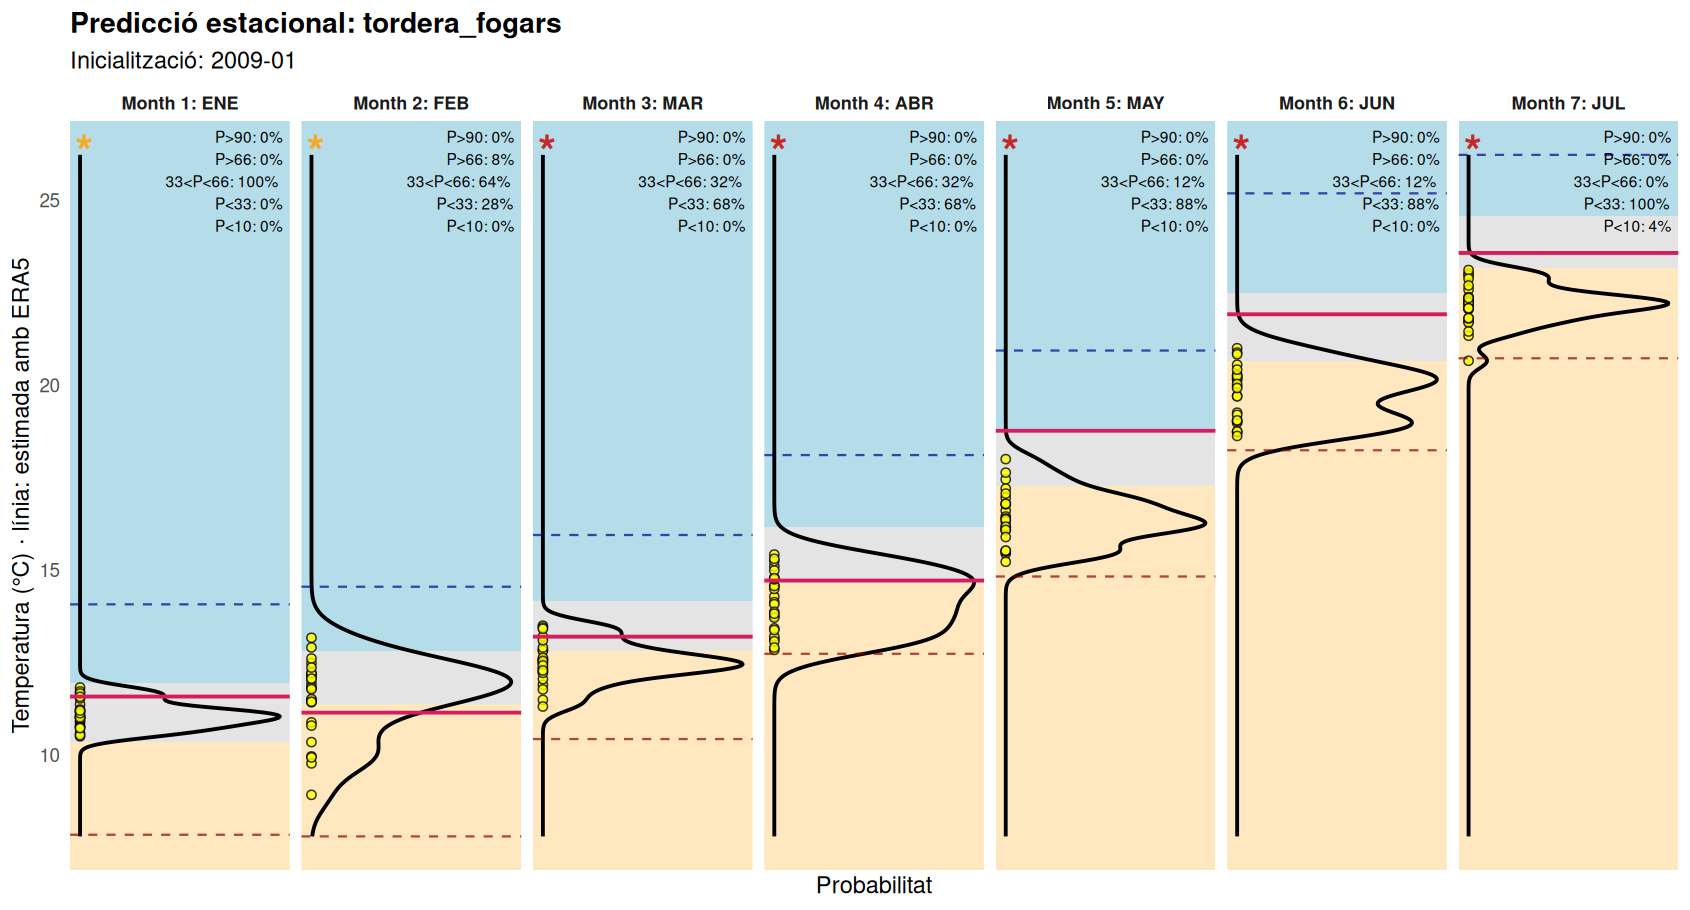 Predicció estacional: tordera_fogars
Inicialització: 2009-01
Month 1: ENE
Month 2: FEB
Month 3: MAR
Month 4: ABR
Month 5: MAY
Month 6: JUN
Month 7: JUL
*
P>90: 0%
P>66: 0%
33<P<66: 100%
P<33: 0%
P<10: 0%
*
P>90: 0%
P>66: 8%
33<P<66: 64%
P<33: 28%
P<10: 0%
*
P>90: 0%
P>66: 0%
33<P<66: 32%
P<33: 68%
P<10: 0%
*
P>90: 0%
P>66: 0%
33<P<66: 32%
P<33: 68%
P<10: 0%
*
P>90: 0%
P>66: 0%
33<P<66: 12%
P<33: 88%
P<10: 0%
*
P>90: 0%
P>66: 0%
33<P<66: 12%
P<33: 88%
P<10: 0%
*
P>90: 0%
P>66: 0%
33<P<66: 0%
P<33: 100%
P<10: 4%
25
20
15
10
Temperatura (°C) · línia: estimada amb ERA5
Probabilitat